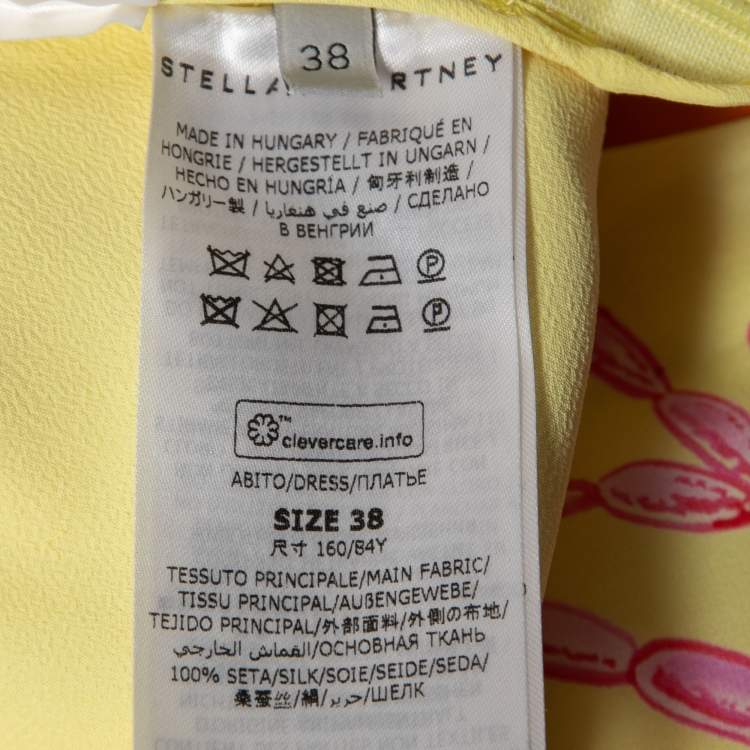 38
STELLA RTNEY
MADE IN HUNGARY / FABRIQUÉ EN
HONGRIE / HERGESTELLT IN UNGARN /
HECHO EN HUNGRÍA / 匈牙利制造 /
ハンガリー製 / صنع في هنغاريا / СДЕЛАНО
В ВЕНГРИИ
P
P
clevercare.info™
ABITO/DRESS/ПЛАТЬЕ
SIZE 38
尺寸 160/84Y
TESSUTO PRINCIPALE/MAIN FABRIC/
TISSU PRINCIPAL/AUßENGEWEBE/
TEJIDO PRINCIPAL/外部面料/外側の布地/
القماش الخارجي/ОСНОВНАЯ ТКАНЬ
100% SETA/SILK/SOIE/SEIDE/SEDA/
桑蚕丝/絹/حرير/ШЕЛК